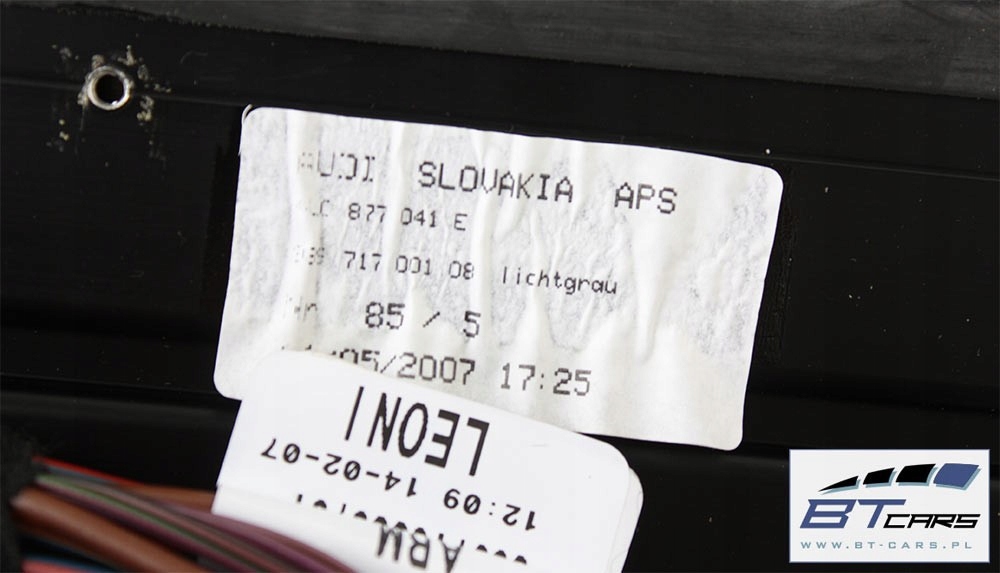 AUDI SLOVAKIA APS
877 041 E
717 001 08 lichtgrau
85 / 5
/05/2007 17:25
LEONI
12:09 14-02-07
ABM
BT CARS
WWW.BT-CARS.PL